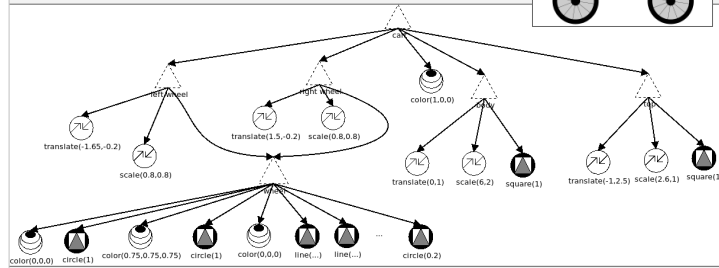 car
left wheel
right wheel
color(1,0,0)
body
top
translate(-1.65,-0.2)
scale(0.8,0.8)
translate(1.5,-0.2)
scale(0.8,0.8)
translate(0,1)
scale(6,2)
square(1)
translate(-1,2.5)
scale(2.6,1)
square(1
wheel
color(0,0,0)
circle(1)
color(0.75,0.75,0.75)
circle(1)
color(0,0,0)
line(...)
line(...)
...
circle(0.2)